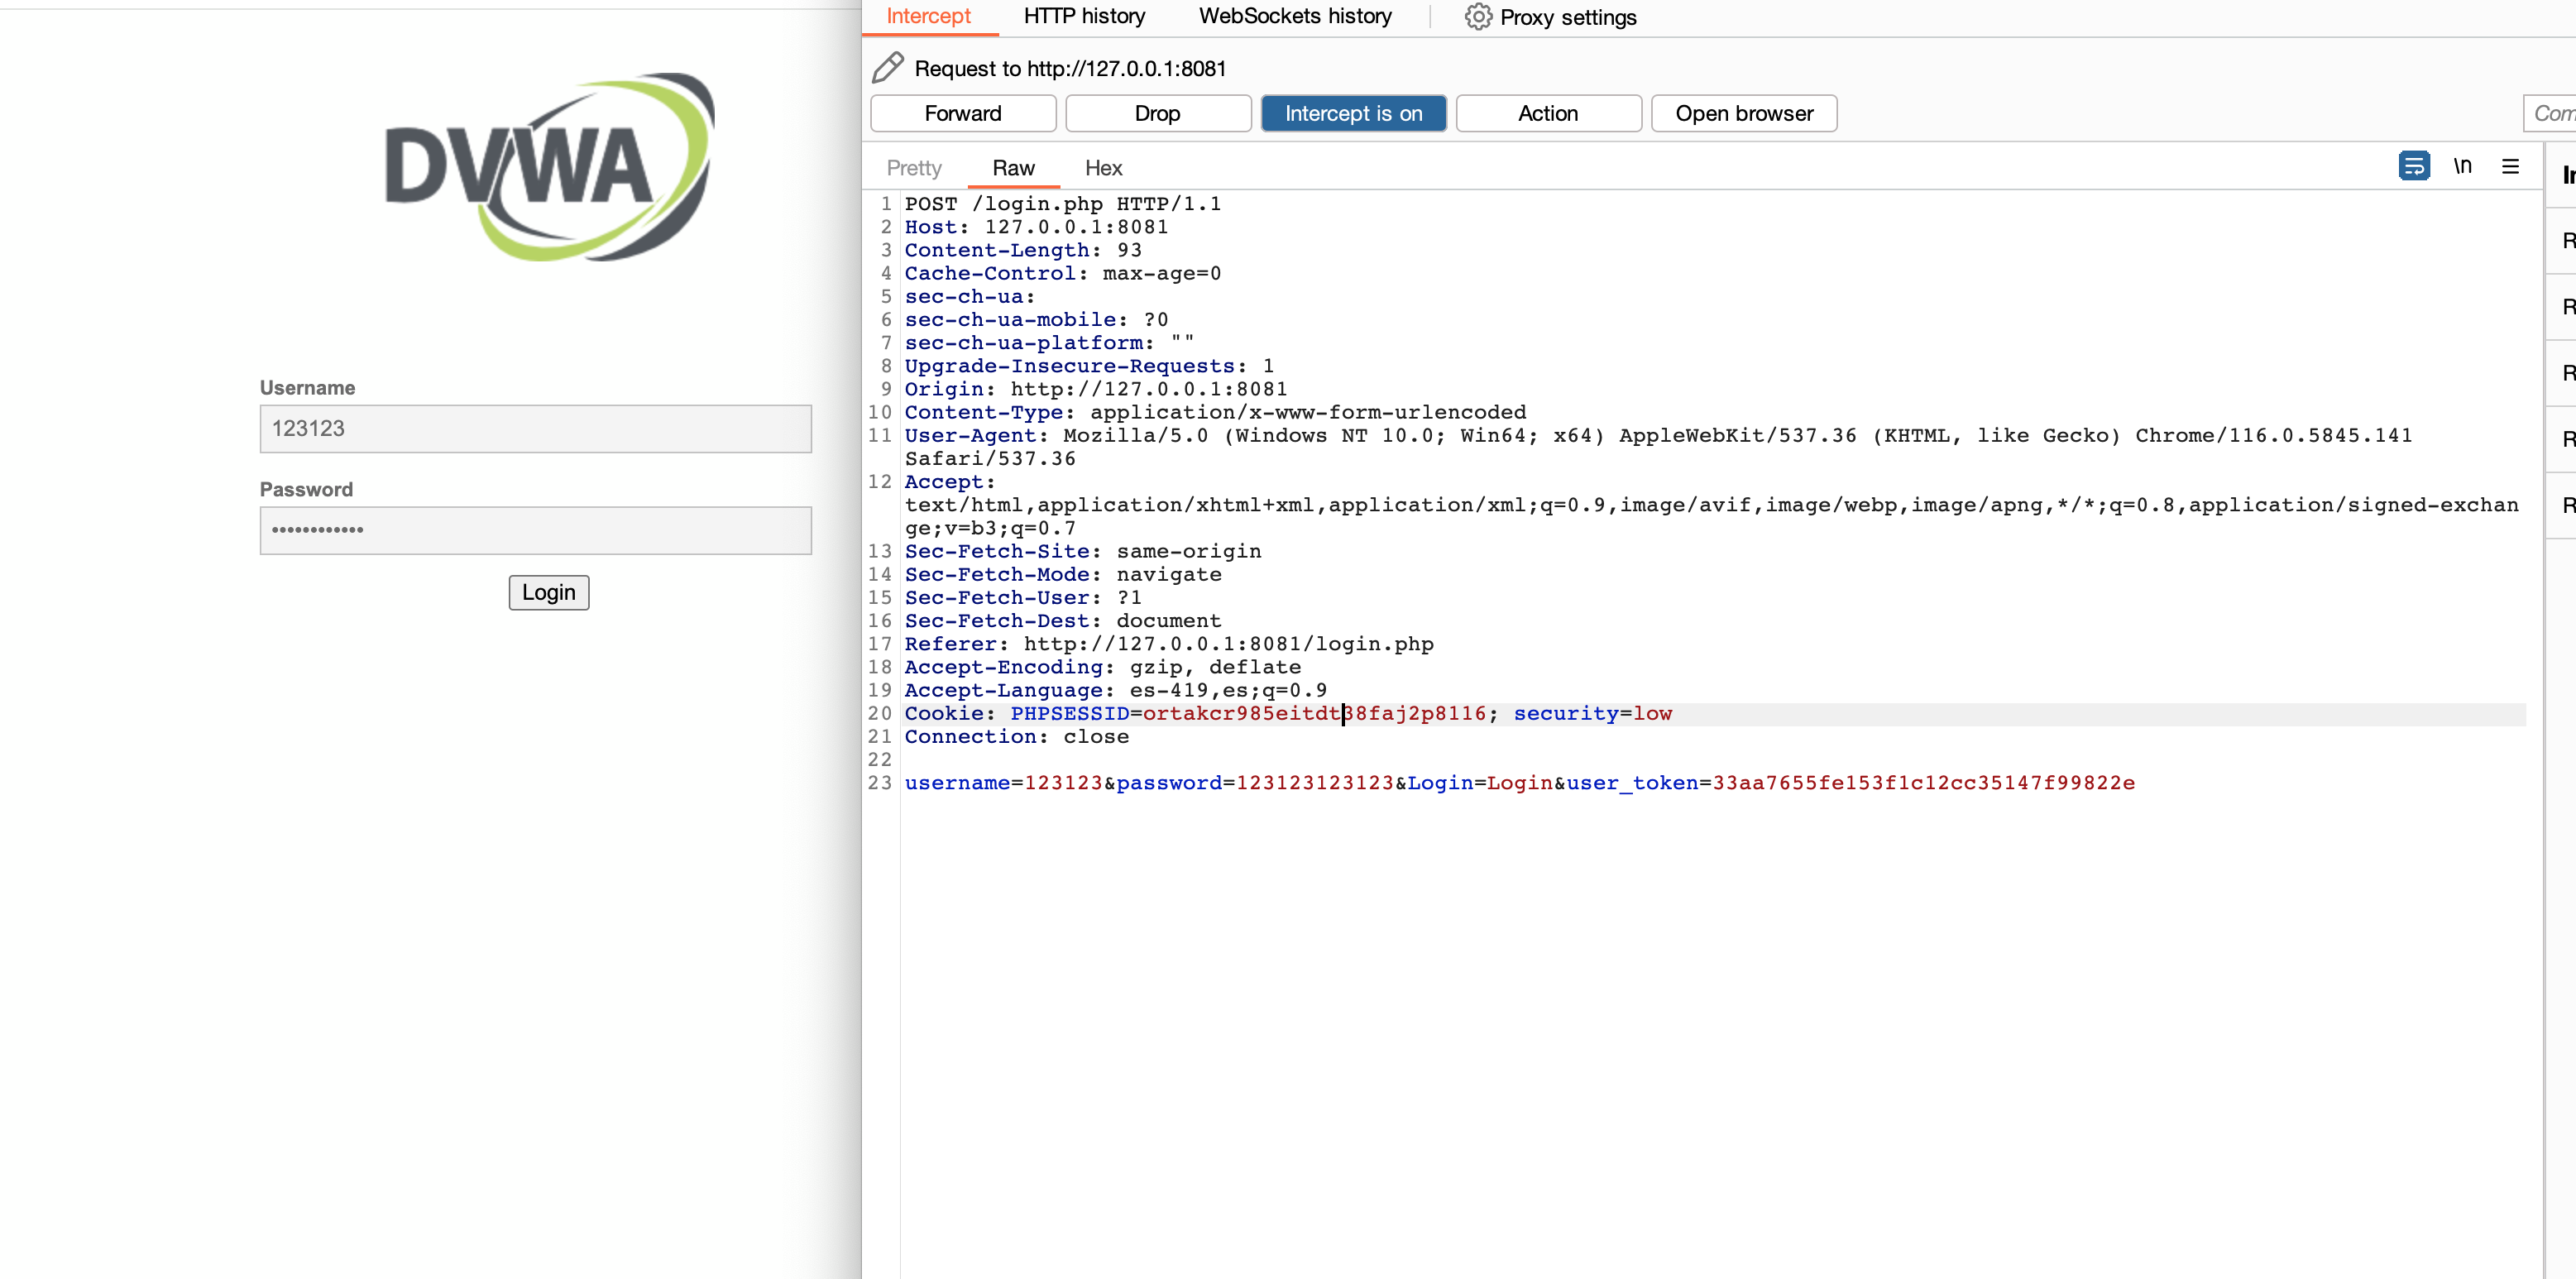 DVWA
Username
123123
Password
••••••••••••
Login
Intercept
HTTP history
WebSockets history
Proxy settings
Request to http://127.0.0.1:8081
Forward
Drop
Intercept is on
Action
Open browser
Pretty
Raw
Hex
\n
1 POST /login.php HTTP/1.1
2 Host: 127.0.0.1:8081
3 Content-Length: 93
4 Cache-Control: max-age=0
5 sec-ch-ua:
6 sec-ch-ua-mobile: ?0
7 sec-ch-ua-platform: ""
8 Upgrade-Insecure-Requests: 1
9 Origin: http://127.0.0.1:8081
10 Content-Type: application/x-www-form-urlencoded
11 User-Agent: Mozilla/5.0 (Windows NT 10.0; Win64; x64) AppleWebKit/537.36 (KHTML, like Gecko) Chrome/116.0.5845.141
Safari/537.36
12 Accept:
text/html,application/xhtml+xml,application/xml;q=0.9,image/avif,image/webp,image/apng,*/*;q=0.8,application/signed-exchan
ge;v=b3;q=0.7
13 Sec-Fetch-Site: same-origin
14 Sec-Fetch-Mode: navigate
15 Sec-Fetch-User: ?1
16 Sec-Fetch-Dest: document
17 Referer: http://127.0.0.1:8081/login.php
18 Accept-Encoding: gzip, deflate
19 Accept-Language: es-419,es;q=0.9
20 Cookie: PHPSESSID=ortakcr985eitdt38faj2p8116; security=low
21 Connection: close
22
23 username=123123&password=123123123123&Login=Login&user_token=33aa7655fe153f1c12cc35147f99822e